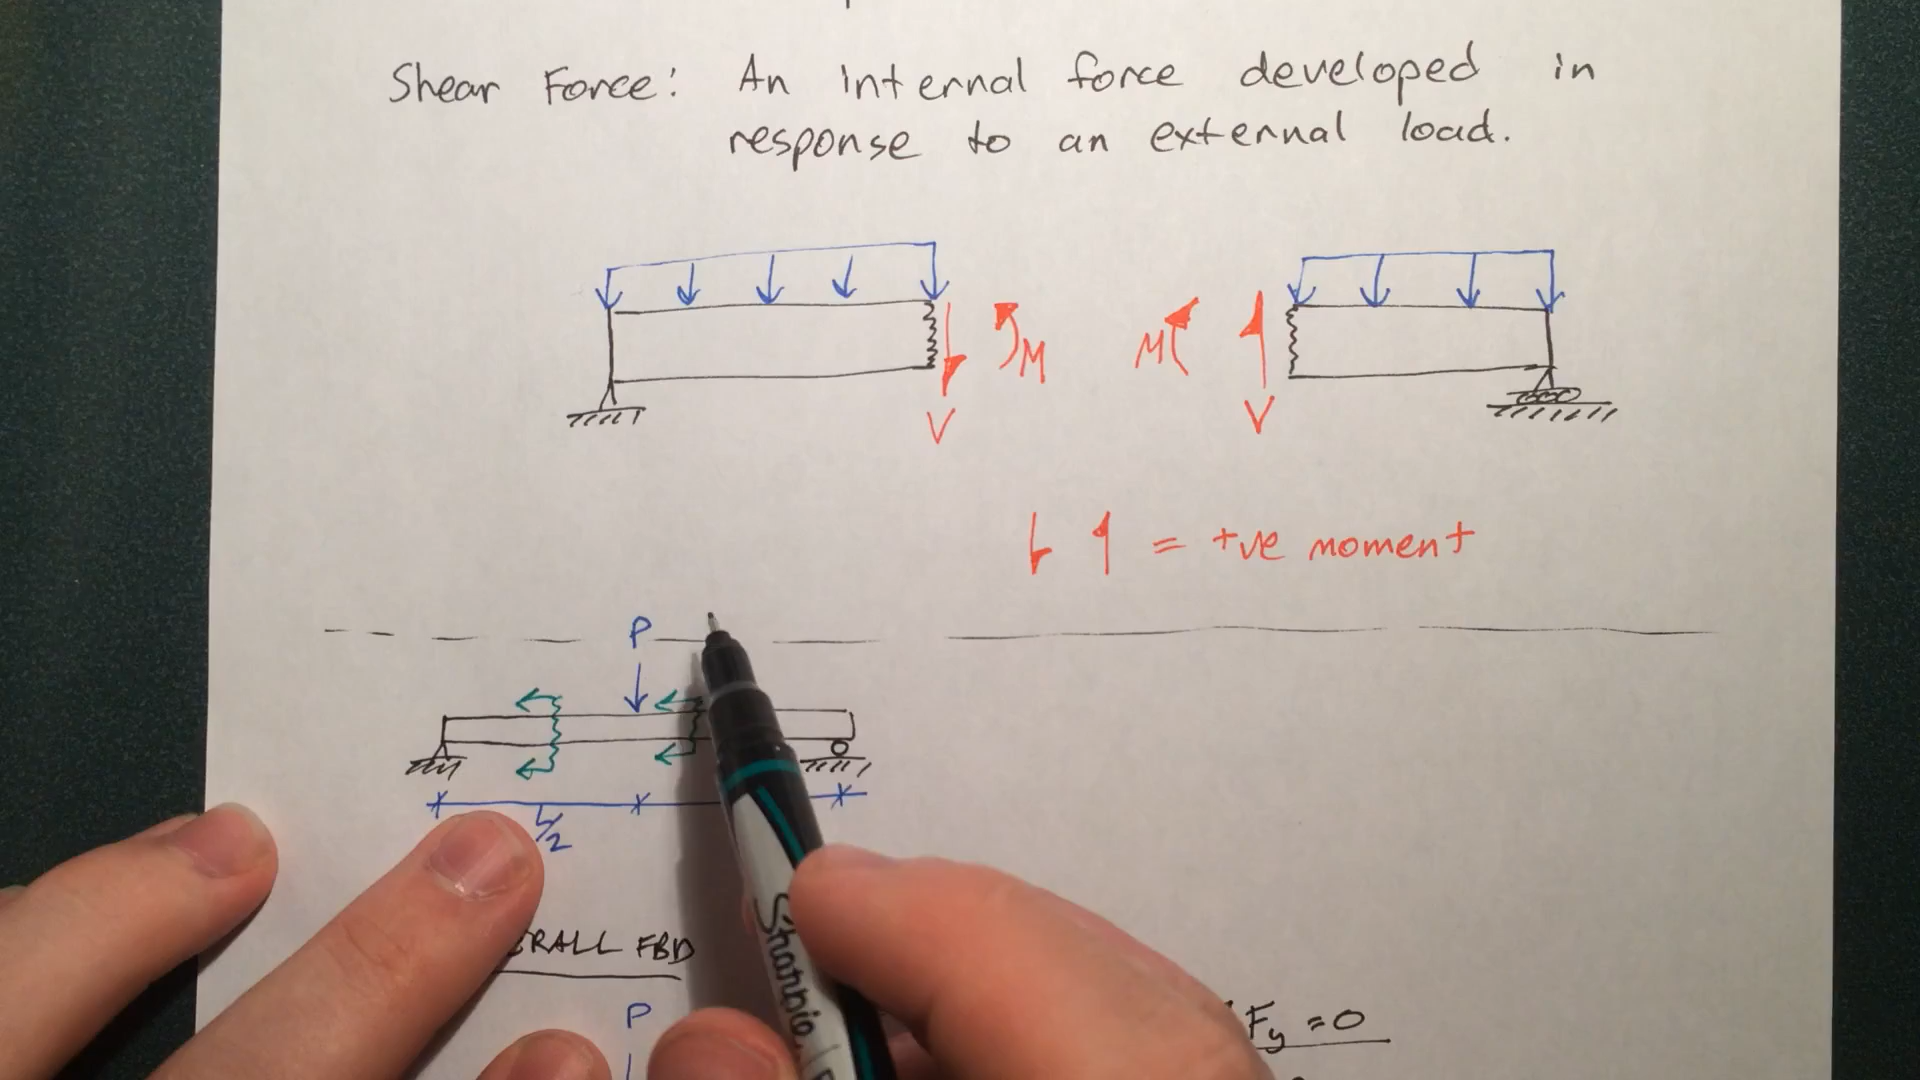 Shear Force: An internal force developed in
response to an external load.
M M
V V
= +ve moment
P
L/2
ERALL FBD
P
Fy = 0
Sharpie